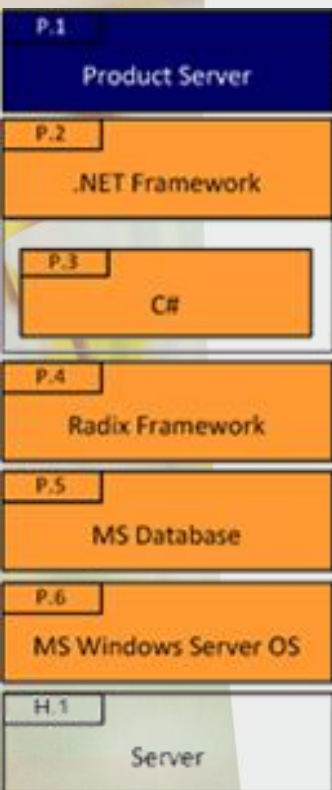 P.1
Product Server
P.2
.NET Framework
P.3
C#
P.4
Radix Framework
P.5
MS Database
P.6
MS Windows Server OS
H.1
Server